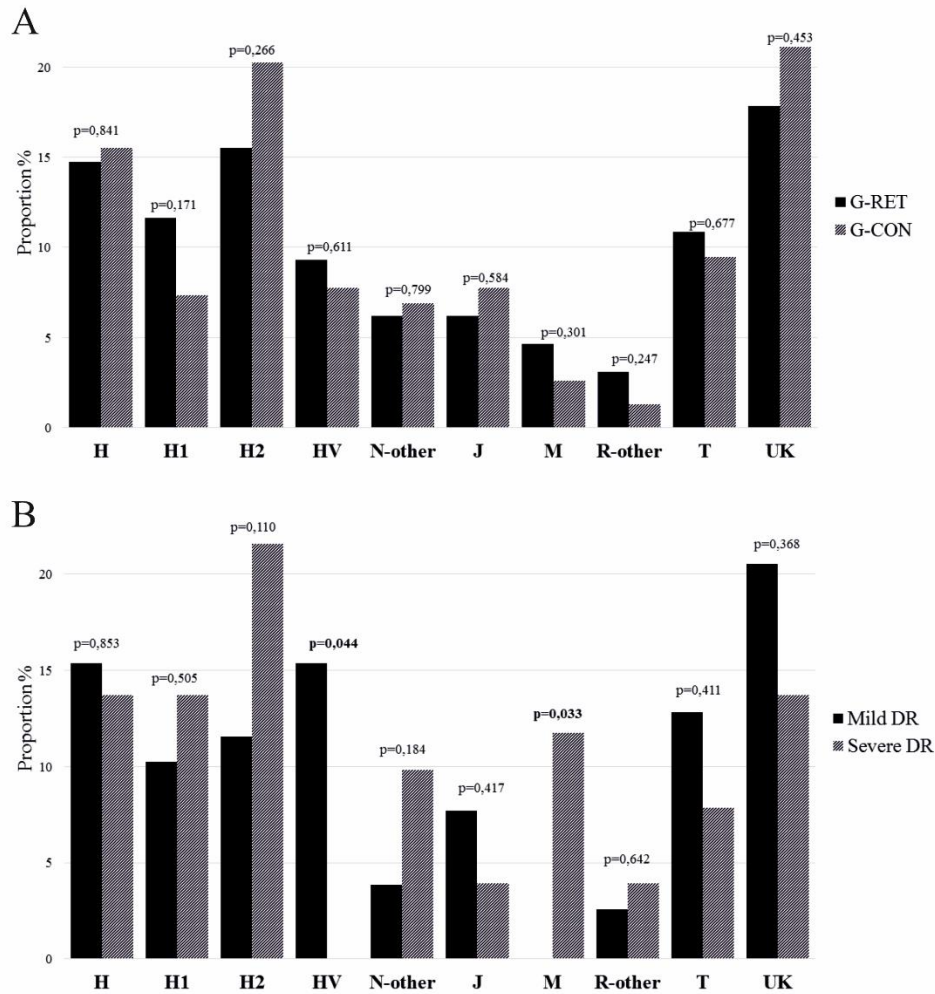 A
p=0,841
p=0,171
p=0,266
p=0,611
p=0,799
p=0,584
p=0,301
p=0,247
p=0,677
p=0,453
Proportion %
20
15
10
5
0
G-RET
G-CON
H H1 H2 HV N-other J M R-other T UK
B
p=0,853
p=0,505
p=0,110
p=0,044
p=0,184
p=0,417
p=0,033
p=0,642
p=0,411
p=0,368
Proportion %
20
15
10
5
0
Mild DR
Severe DR
H H1 H2 HV N-other J M R-other T UK